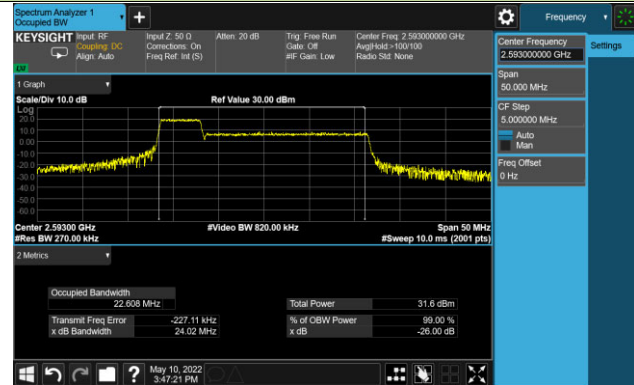 Spectrum Analyzer 1
Occupied BW
Frequency
KEYSIGHT Input: RF Input Z: 50 Ω Atten: 20 dB Trig: Free Run Center Freq: 2.593000000 GHz
Coupling: DC Corrections: On Gate: Off Avg|Hold:>100/100
Align: Auto Freq Ref: Int (S) #IF Gain: Low Radio Std: None
LXI
Center Frequency
2.593000000 GHz
Settings
Span
50.000 MHz
CF Step
5.000000 MHz
Auto
Man
Freq Offset
0 Hz
1 Graph
Scale/Div 10.0 dB Ref Value 30.00 dBm
Log
20.0
10.0
0.00
-10.0
-20.0
-30.0
-40.0
-50.0
-60.0
Center 2.59300 GHz #Video BW 820.00 kHz Span 50 MHz
#Res BW 270.00 kHz #Sweep 10.0 ms (2001 pts)
2 Metrics
Occupied Bandwidth
22.608 MHz Total Power 31.6 dBm
Transmit Freq Error -227.11 kHz % of OBW Power 99.00 %
x dB Bandwidth 24.02 MHz x dB -26.00 dB
May 10, 2022
3:47:21 PM